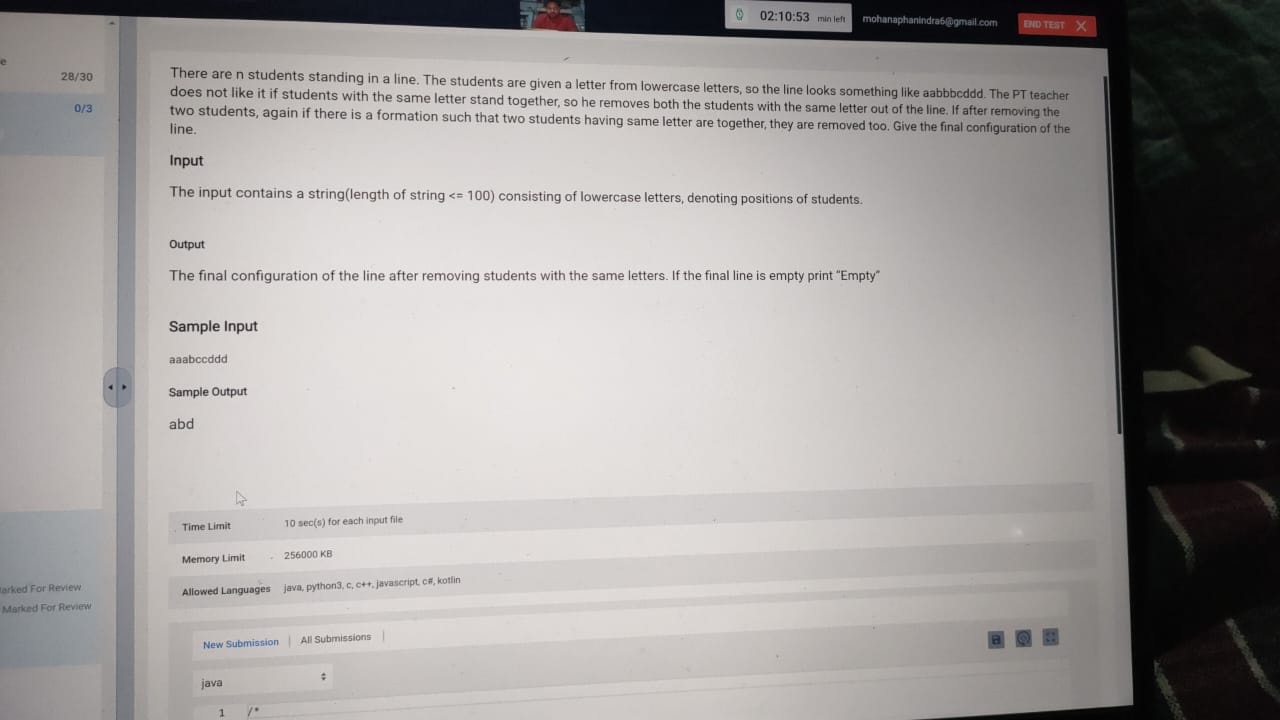 02:10:53 min left
mohanaphanindra6@gmail.com
END TEST X
e
28/30
0/3
There are n students standing in a line. The students are given a letter from lowercase letters, so the line looks something like aabbbcddd. The PT teacher
does not like it if students with the same letter stand together, so he removes both the students with the same letter out of the line. If after removing the
two students, again if there is a formation such that two students having same letter are together, they are removed too. Give the final configuration of the
line.
Input
The input contains a string(length of string <= 100) consisting of lowercase letters, denoting positions of students.
Output
The final configuration of the line after removing students with the same letters. If the final line is empty print “Empty”
Sample Input
aaabccddd
Sample Output
abd
Time Limit 10 sec(s) for each input file
Memory Limit 256000 KB
Allowed Languages java, python3, c, c++, javascript, c#, kotlin
arked For Review
Marked For Review
New Submission | All Submissions |
java
1 /*